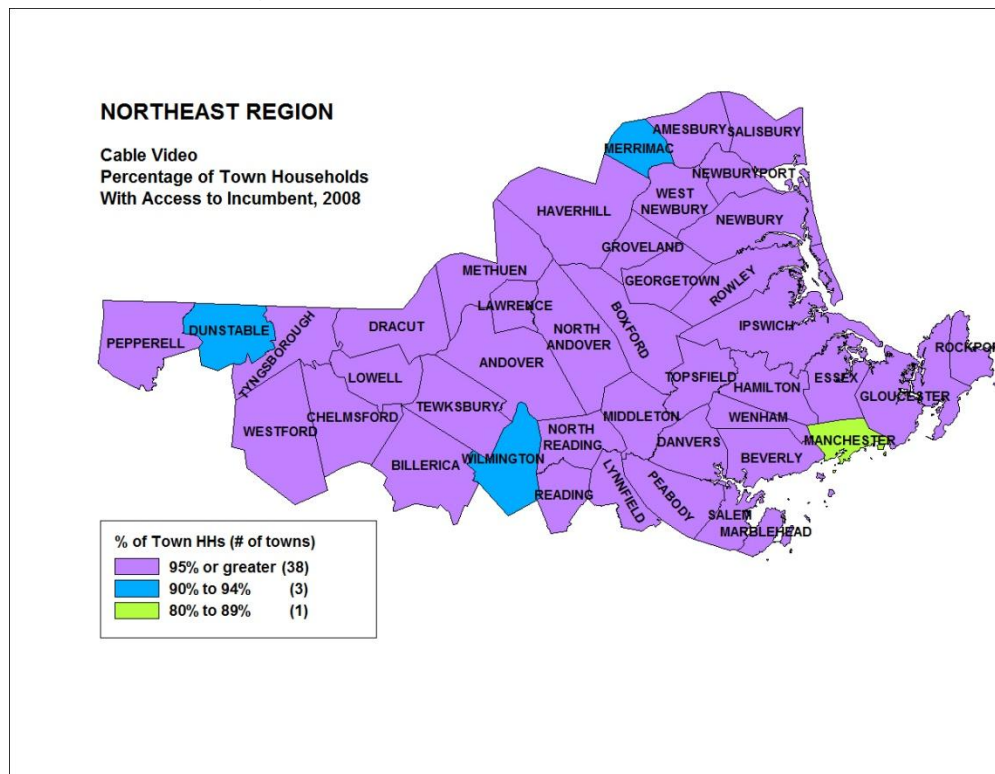 NORTHEAST REGION
Cable Video
Percentage of Town Households
With Access to Incumbent, 2008
AMESBURY
SALISBURY
MERRIMAC
NEWBURYPORT
WEST
NEWBURY
HAVERHILL
NEWBURY
GROVELAND
METHUEN
GEORGETOWN
ROWLEY
LAWRENCE
BOXFORD
DUNSTABLE
DRACUT
NORTH
ANDOVER
IPSWICH
PEPPERELL
TYNGSBOROUGH
ANDOVER
ROCKPOR
LOWELL
TOPSFIELD
HAMILTON
ESSEX
GLOUCESTER
TEWKSBURY
CHELMSFORD
MIDDLETON
WENHAM
WESTFORD
NORTH
READING
DANVERS
MANCHESTER
BILLERICA
WILMINGTON
BEVERLY
READING
LYNNFIELD
PEABODY
SALEM
MARBLEHEAD
% of Town HHs (# of towns)
95% or greater (38)
90% to 94% (3)
80% to 89% (1)